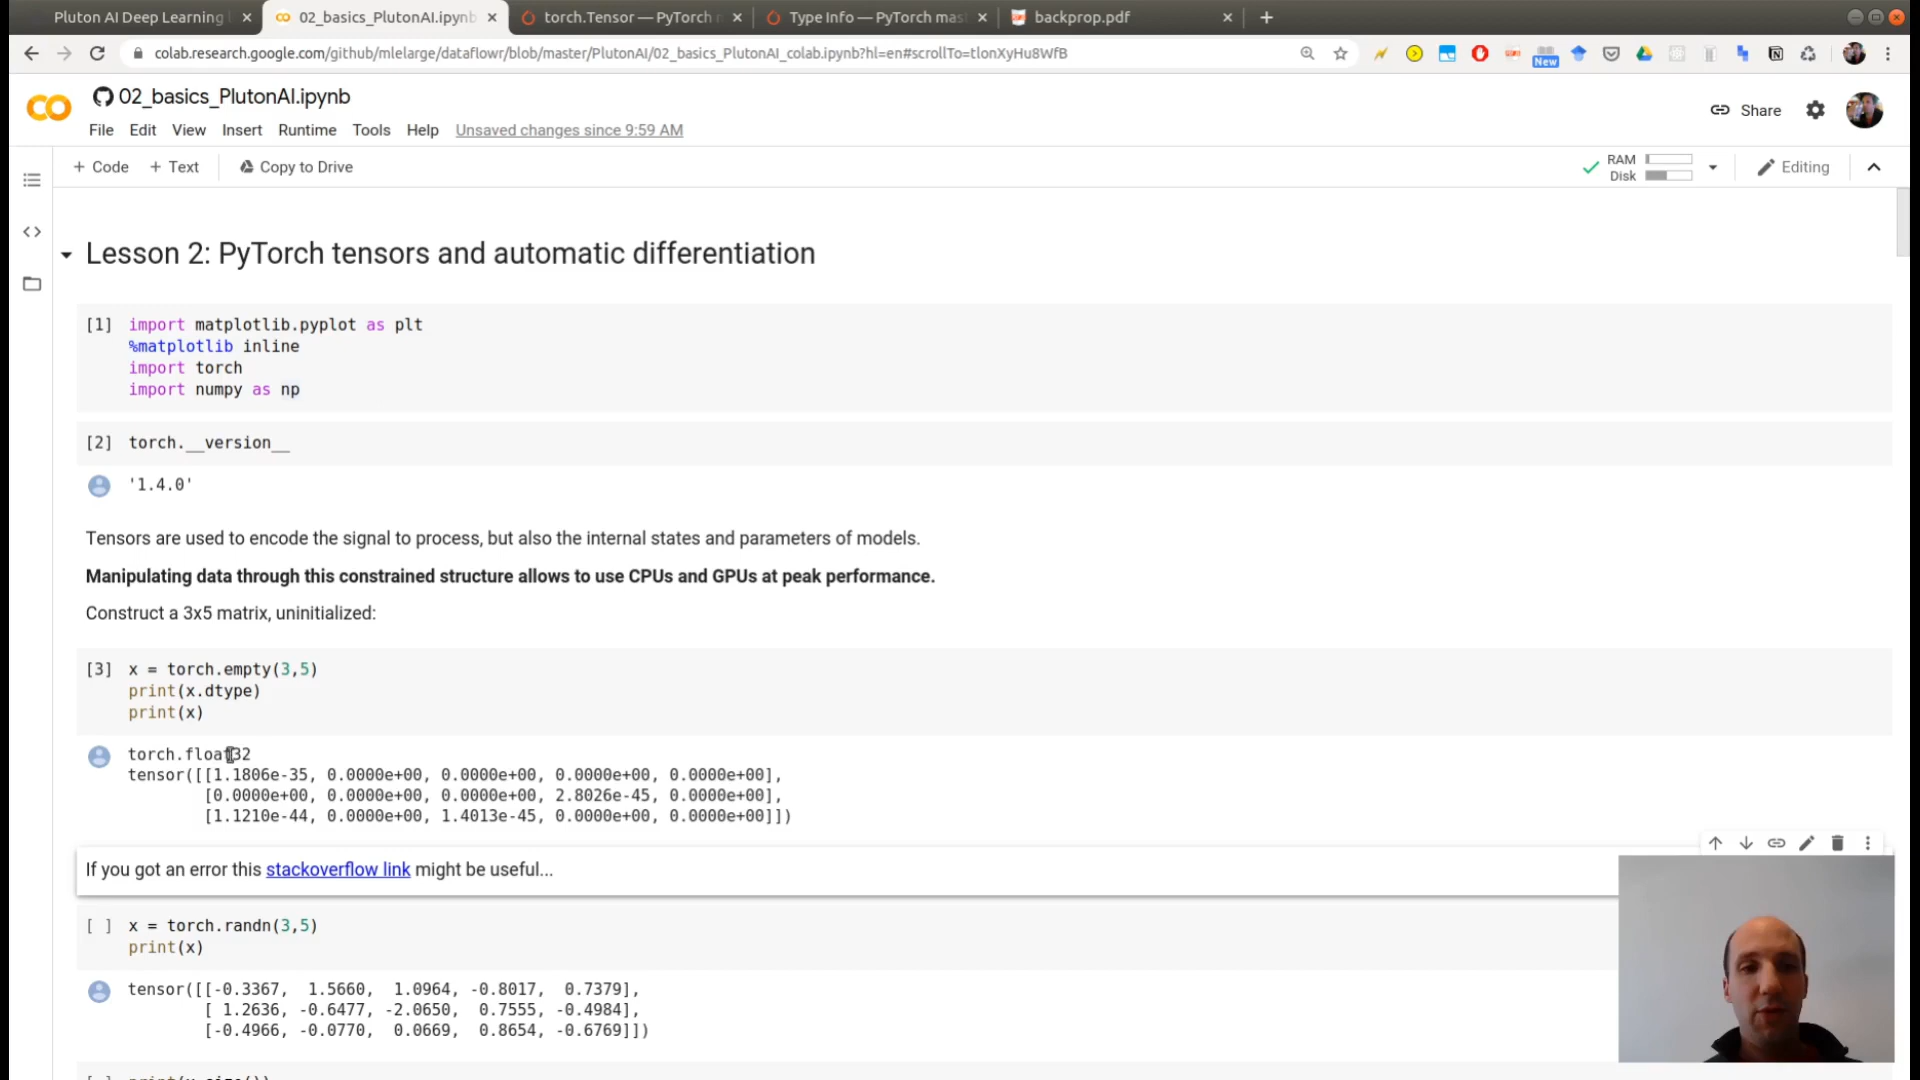 Pluton AI Deep Learning
02_basics_PlutonAI.ipynb
torch.Tensor — PyTorch
Type Info — PyTorch mas
backprop.pdf
colab.research.google.com/github/mlelarge/dataflowr/blob/master/PlutonAI/02_basics_PlutonAI_colab.ipynb?hl=en#scrollTo=tlonXyHu8WfB
New
02_basics_PlutonAI.ipynb
File Edit View Insert Runtime Tools Help Unsaved changes since 9:59 AM
Share
+ Code + Text Copy to Drive
RAM
Disk
Editing
Lesson 2: PyTorch tensors and automatic differentiation
[1] import matplotlib.pyplot as plt
%matplotlib inline
import torch
import numpy as np
[2] torch.__version__
'1.4.0'
Tensors are used to encode the signal to process, but also the internal states and parameters of models.
Manipulating data through this constrained structure allows to use CPUs and GPUs at peak performance.
Construct a 3x5 matrix, uninitialized:
[3] x = torch.empty(3,5)
print(x.dtype)
print(x)
torch.float32
tensor([[1.1806e-35, 0.0000e+00, 0.0000e+00, 0.0000e+00, 0.0000e+00],
[0.0000e+00, 0.0000e+00, 0.0000e+00, 2.8026e-45, 0.0000e+00],
[1.1210e-44, 0.0000e+00, 1.4013e-45, 0.0000e+00, 0.0000e+00]])
If you got an error this stackoverflow link might be useful...
[ ] x = torch.randn(3,5)
print(x)
tensor([[-0.3367, 1.5660, 1.0964, -0.8017, 0.7379],
[ 1.2636, -0.6477, -2.0650, 0.7555, -0.4984],
[-0.4966, -0.0770, 0.0669, 0.8654, -0.6769]])